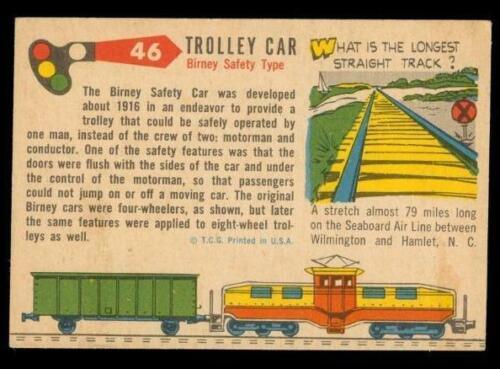 46
TROLLEY CAR
Birney Safety Type
The Birney Safety Car was developed
about 1916 in an endeavor to provide a
trolley that could be safely operated by
one man, instead of the crew of two: motorman and
conductor. One of the safety features was that the
doors were flush with the sides of the car and under
the control of the motorman, so that passengers
could not jump on or off a moving car. The original
Birney cars were four-wheelers, as shown, but later
the same features were applied to eight-wheel trol-
leys as well.
© T.C.G. Printed in U.S.A.
WHAT IS THE LONGEST
STRAIGHT TRACK?
A stretch almost 79 miles long
on the Seaboard Air Line between
Wilmington and Hamlet, N. C.